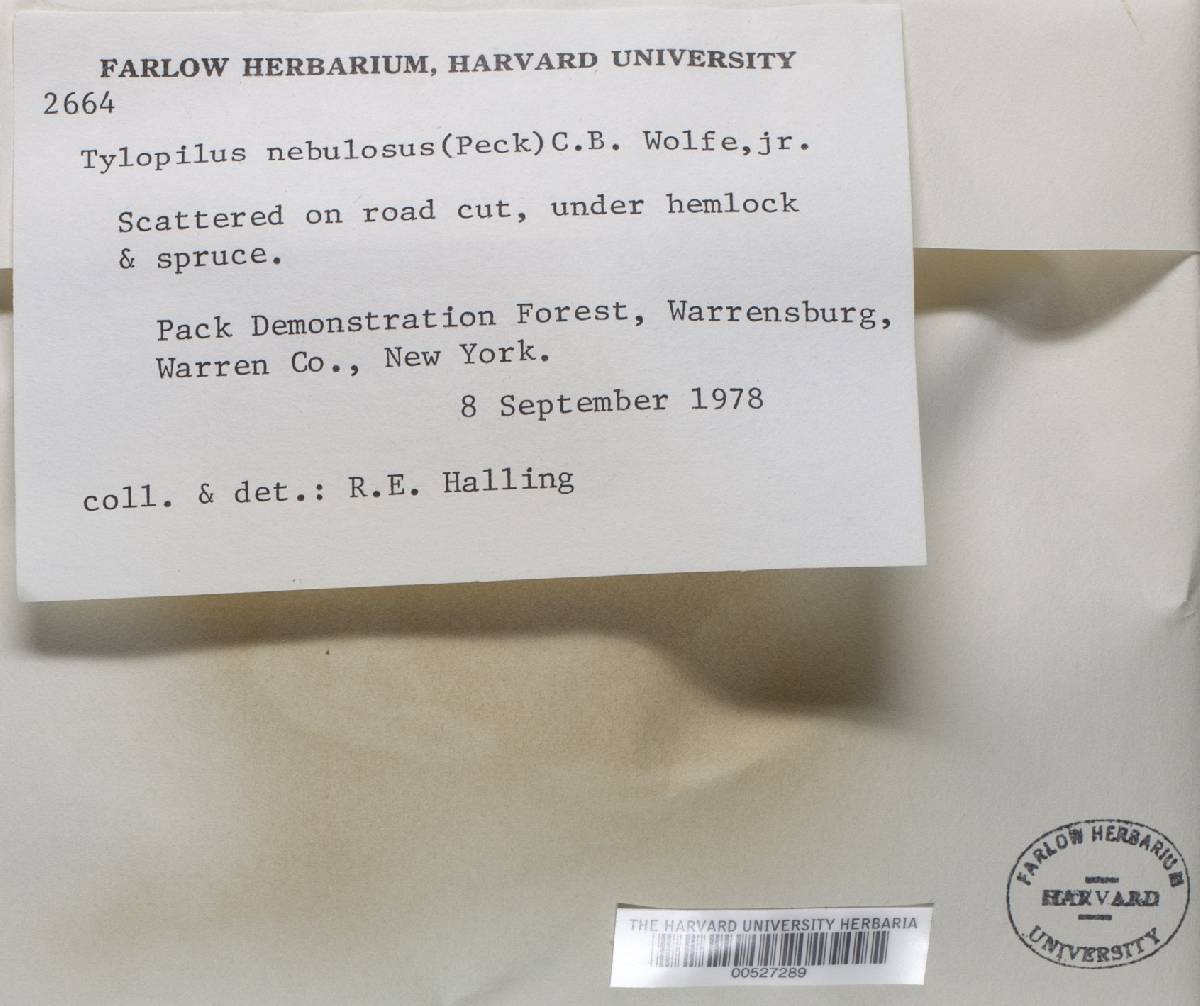 FARLOW HERBARIUM, HARVARD UNIVERSITY
2664
Tylopilus nebulosus(Peck)C.B. Wolfe,jr.
Scattered on road cut, under hemlock
& spruce.
Pack Demonstration Forest, Warrensburg,
Warren Co., New York.
8 September 1978
coll. & det.: R.E. Halling
FARLOW HERBARIUM
HARVARD
UNIVERSITY
THE HARVARD UNIVERSITY HERBARIA
00527289